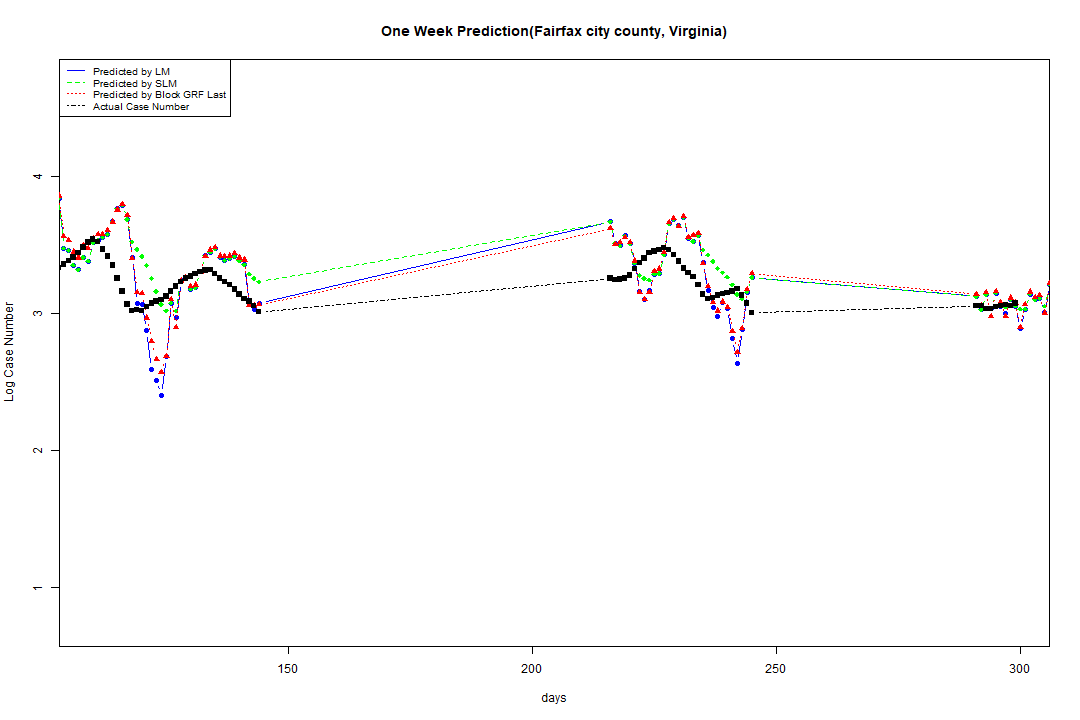 One Week Prediction(Fairfax city county, Virginia)
Predicted by LM
Predicted by SLM
Predicted by Block GRF Last
Actual Case Number
4
3
2
1
Log Case Number
150
200
250
300
days